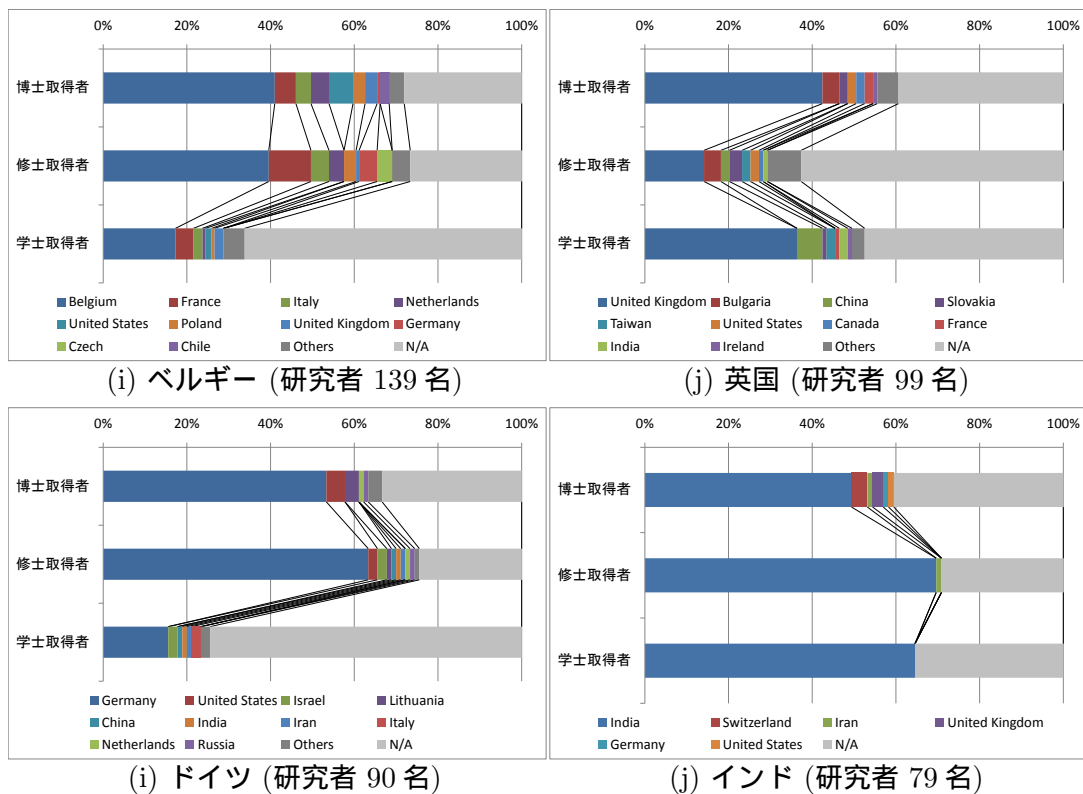 0% 20% 40% 60% 80% 100%
博士取得者
修士取得者
学士取得者
Belgium France Italy Netherlands
United States Poland United Kingdom Germany
Czech Chile Others N/A
(i) ベルギー (研究者 139 名)
0% 20% 40% 60% 80% 100%
博士取得者
修士取得者
学士取得者
United Kingdom Bulgaria China Slovakia
Taiwan United States Canada France
India Ireland Others N/A
(j) 英国 (研究者 99 名)
0% 20% 40% 60% 80% 100%
博士取得者
修士取得者
学士取得者
Germany United States Israel Lithuania
China India Iran Italy
Netherlands Russia Others N/A
(i) ドイツ (研究者 90 名)
0% 20% 40% 60% 80% 100%
博士取得者
修士取得者
学士取得者
India Switzerland Iran United Kingdom
Germany United States N/A
(j) インド (研究者 79 名)